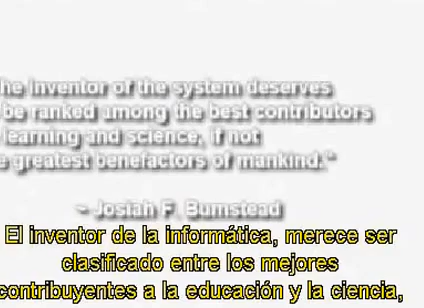 he inventor of the system deserves
be ranked among the best contributors
learning and science, if not
e greatest benefactors of mankind."
~ Josiah F. Bumstead
El inventor de la informática, merece ser
clasificado entre los mejores
contribuyentes a la educación y la ciencia,